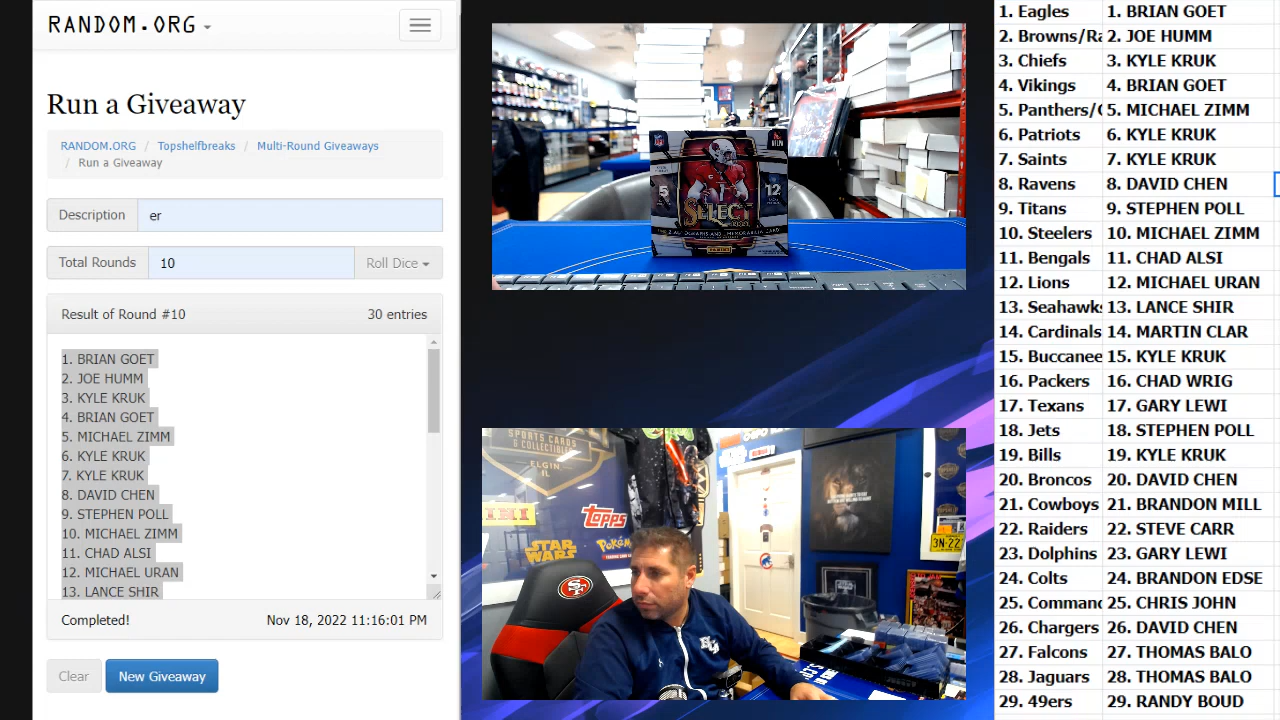 RANDOM.ORG
Run a Giveaway
RANDOM.ORG / Topshelfbreaks / Multi-Round Giveaways
/ Run a Giveaway
Description er
Total Rounds 10 Roll Dice
Result of Round #10 30 entries
1. BRIAN GOET
2. JOE HUMM
3. KYLE KRUK
4. BRIAN GOET
5. MICHAEL ZIMM
6. KYLE KRUK
7. KYLE KRUK
8. DAVID CHEN
9. STEPHEN POLL
10. MICHAEL ZIMM
11. CHAD ALSI
12. MICHAEL URAN
13. LANCE SHIR
Completed! Nov 18, 2022 11:16:01 PM
Clear New Giveaway
NFL
5
12
SELECT
SPORTS CARDS
& COLLECTIBLES
ELGIN,
IL
topps
STAR
WARS
3N-22
1. Eagles 1. BRIAN GOET
2. Browns/Ra 2. JOE HUMM
3. Chiefs 3. KYLE KRUK
4. Vikings 4. BRIAN GOET
5. Panthers/ 5. MICHAEL ZIMM
6. Patriots 6. KYLE KRUK
7. Saints 7. KYLE KRUK
8. Ravens 8. DAVID CHEN
9. Titans 9. STEPHEN POLL
10. Steelers 10. MICHAEL ZIMM
11. Bengals 11. CHAD ALSI
12. Lions 12. MICHAEL URAN
13. Seahawks 13. LANCE SHIR
14. Cardinals 14. MARTIN CLAR
15. Buccanee 15. KYLE KRUK
16. Packers 16. CHAD WRIG
17. Texans 17. GARY LEWI
18. Jets 18. STEPHEN POLL
19. Bills 19. KYLE KRUK
20. Broncos 20. DAVID CHEN
21. Cowboys 21. BRANDON MILL
22. Raiders 22. STEVE CARR
23. Dolphins 23. GARY LEWI
24. Colts 24. BRANDON EDSE
25. Command 25. CHRIS JOHN
26. Chargers 26. DAVID CHEN
27. Falcons 27. THOMAS BALO
28. Jaguars 28. THOMAS BALO
29. 49ers 29. RANDY BOUD